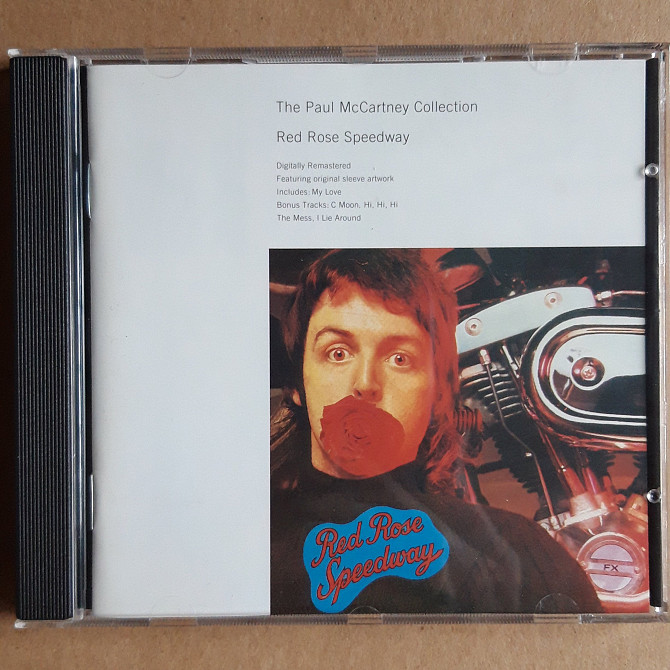 The Paul McCartney Collection
Red Rose Speedway
Digitally Remastered
Featuring original sleeve artwork
Includes: My Love
Bonus Tracks: C Moon, Hi, Hi, Hi
The Mess, I Lie Around
Red Rose
Speedway
FX